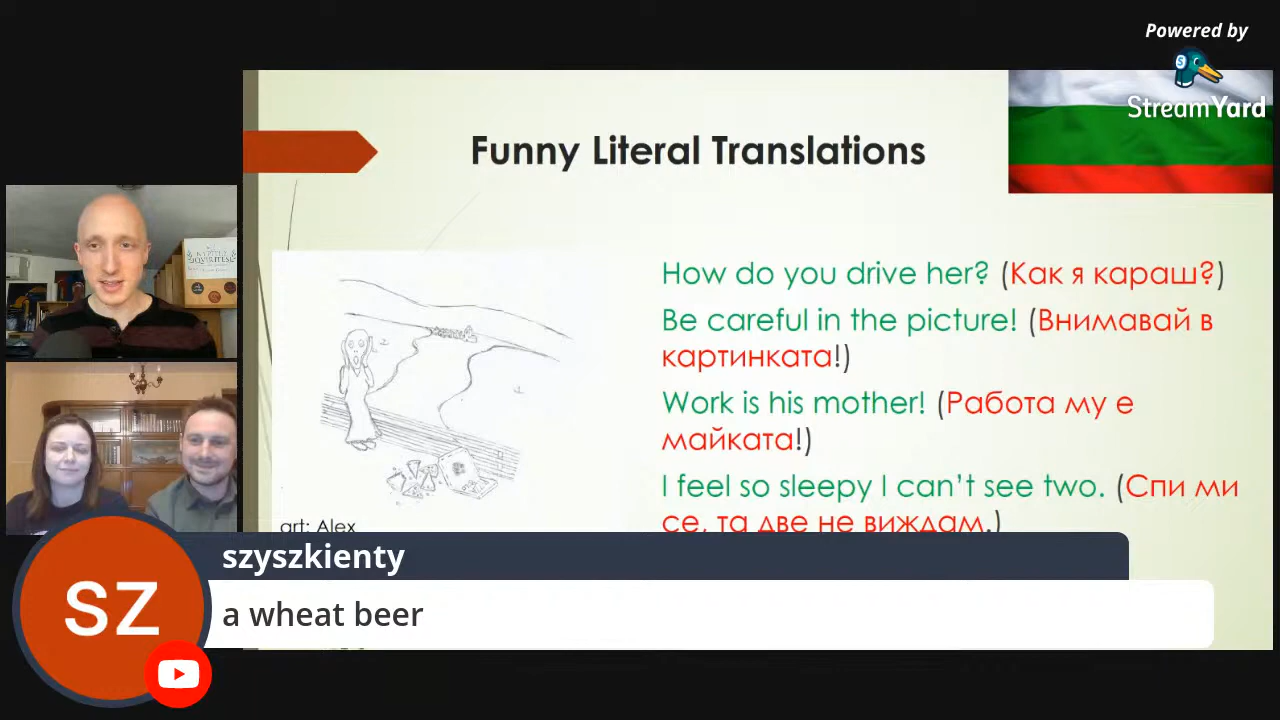 Powered by
StreamYard
Funny Literal Translations
How do you drive her? (Как я караш?)
Be careful in the picture! (Внимавай в
картинката!)
Work is his mother! (Работа му е
майката!)
I feel so sleepy I can’t see two. (Спи ми
се, та две не виждам.)
art: Alex
SZ
szyszkienty
a wheat beer